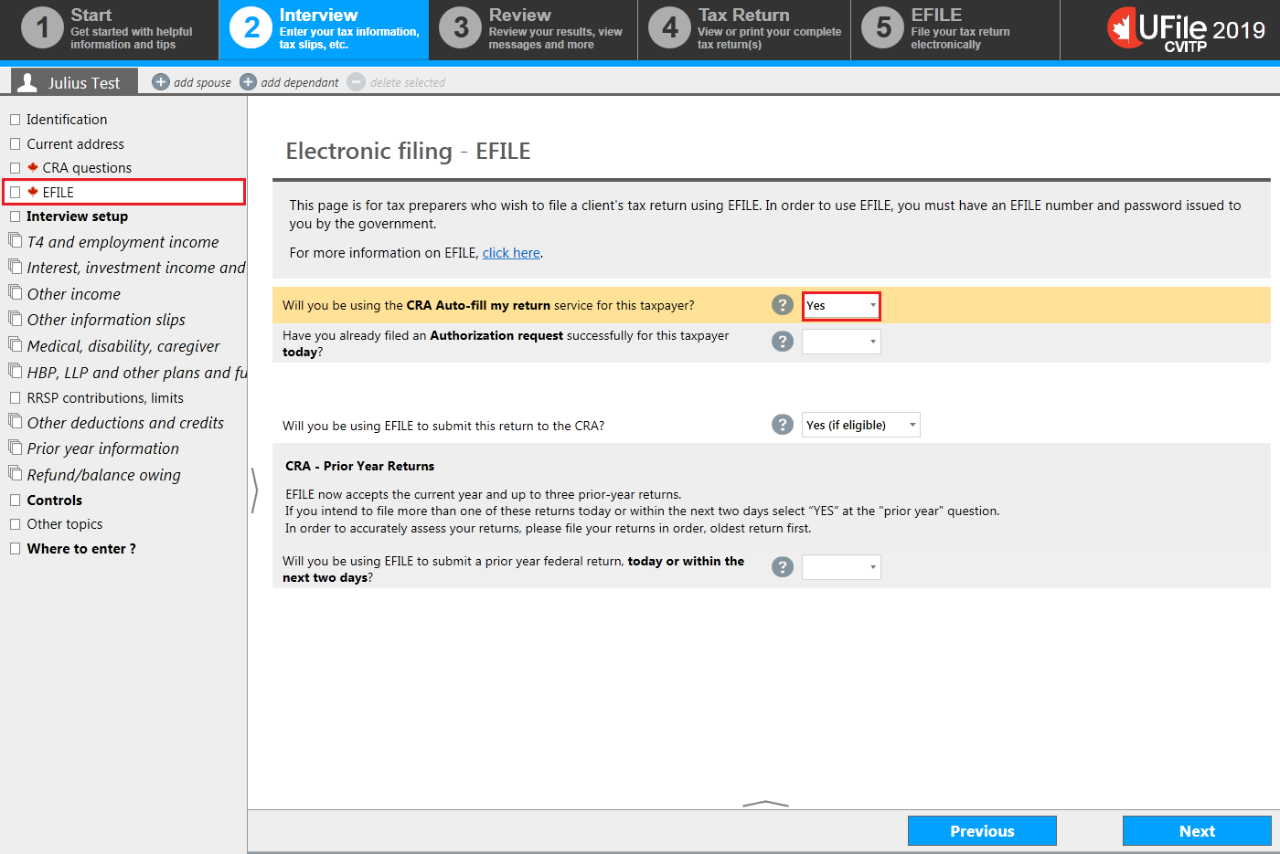 1
Start
Get started with helpful
information and tips
2
Interview
Enter your tax information,
tax slips, etc.
3
Review
Review your results, view
messages and more
4
Tax Return
View or print your complete
tax return(s)
5
EFILE
File your tax return
electronically
UFile 2019
CVITP
Julius Test
add spouse
add dependant
delete selected
Identification
Current address
CRA questions
EFILE
Interview setup
T4 and employment income
Interest, investment income and
Other income
Other information slips
Medical, disability, caregiver
HBP, LLP and other plans and fu
RRSP contributions, limits
Other deductions and credits
Prior year information
Refund/balance owing
Controls
Other topics
Where to enter ?
Electronic filing - EFILE
This page is for tax preparers who wish to file a client's tax return using EFILE. In order to use EFILE, you must have an EFILE number and password issued to
you by the government.
For more information on EFILE, click here.
Will you be using the CRA Auto-fill my return service for this taxpayer?
? Yes
Have you already filed an Authorization request successfully for this taxpayer
today?
?
Will you be using EFILE to submit this return to the CRA?
? Yes (if eligible)
CRA - Prior Year Returns
EFILE now accepts the current year and up to three prior-year returns.
If you intend to file more than one of these returns today or within the next two days select “YES” at the "prior year" question.
In order to accurately assess your returns, please file your returns in order, oldest return first.
Will you be using EFILE to submit a prior year federal return, today or within the
next two days?
?
Previous
Next